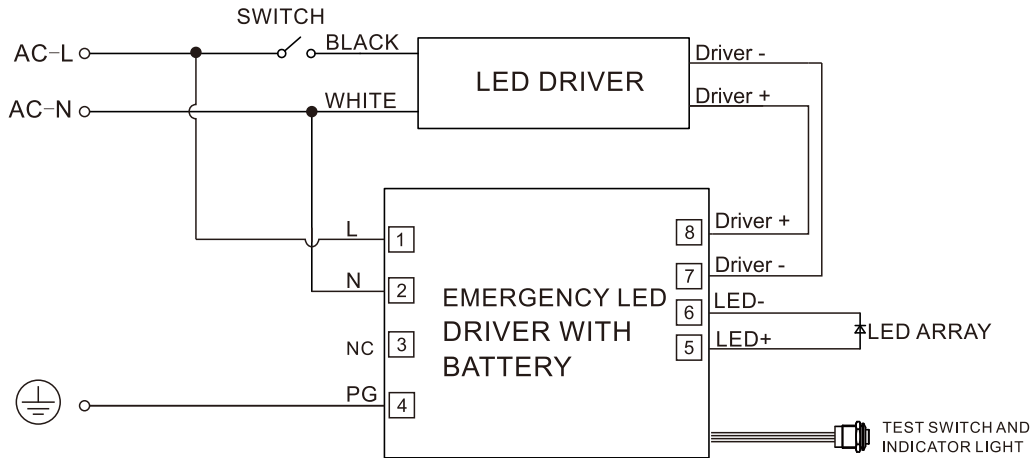 SWITCH
AC-L
BLACK
LED DRIVER
Driver -
AC-N
WHITE
Driver +
L
1
8
Driver +
N
2
7
Driver -
EMERGENCY LED
DRIVER WITH
BATTERY
6
LED-
NC
3
5
LED+
LED ARRAY
PG
4
TEST SWITCH AND
INDICATOR LIGHT